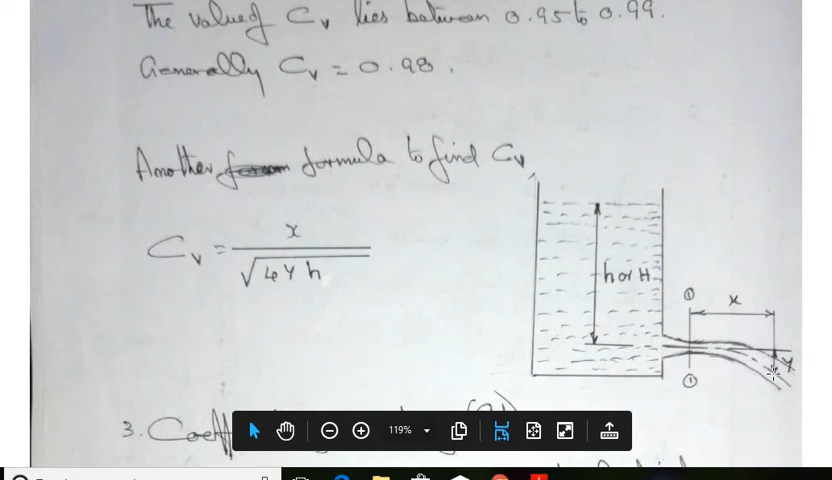 The value of Cv lies between 0.95 to 0.99.
Generally Cv = 0.98.
Another formula to find Cv
Cv = x / √4yh
h or H
①
x
y
①
3. Coeff
119%